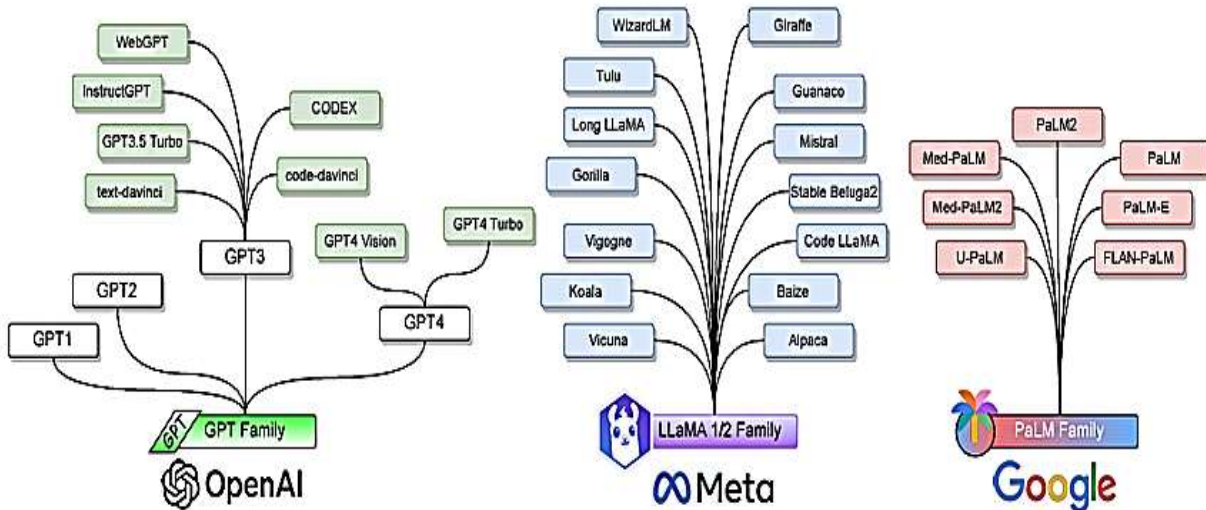 WebGPT
InstructGPT
CODEX
GPT3.5 Turbo
text-davinci
code-davinci
GPT3
GPT4 Vision
GPT4 Turbo
GPT2
GPT1
GPT4
GPT
GPT Family
OpenAI
WizardLM
Giraffe
Tulu
Guanaco
Long LLaMA
Mistral
Gorilla
Stable Beluga2
Vigogne
Code LLaMA
Koala
Baize
Vicuna
Alpaca
LLaMA 1/2 Family
Meta
PaLM2
Med-PaLM
PaLM
Med-PaLM2
PaLM-E
U-PaLM
FLAN-PaLM
PaLM Family
Google